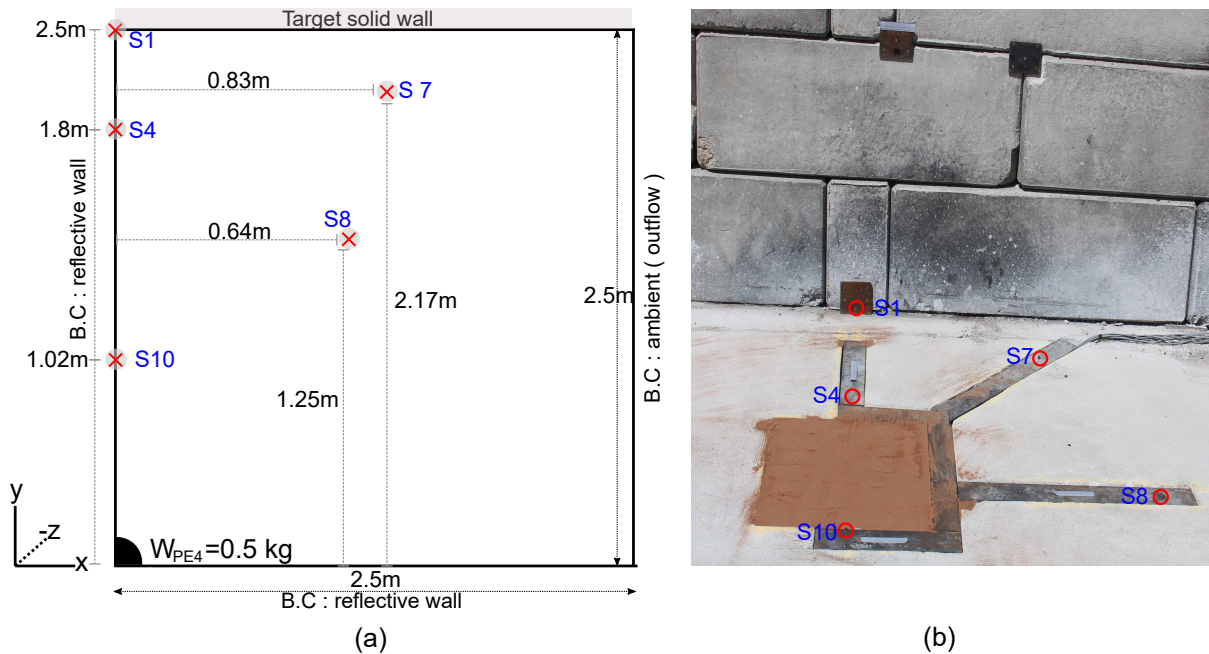 Target solid wall
2.5m
S1
0.83m
S 7
1.8m
S4
B.C : reflective wall
0.64m
S8
2.17m
2.5m
B.C : ambient ( outflow )
1.02m
S10
1.25m
y
-z
x
W_PE4=0.5 kg
2.5m
B.C : reflective wall
(a)
S1
S7
S4
S8
S10
(b)